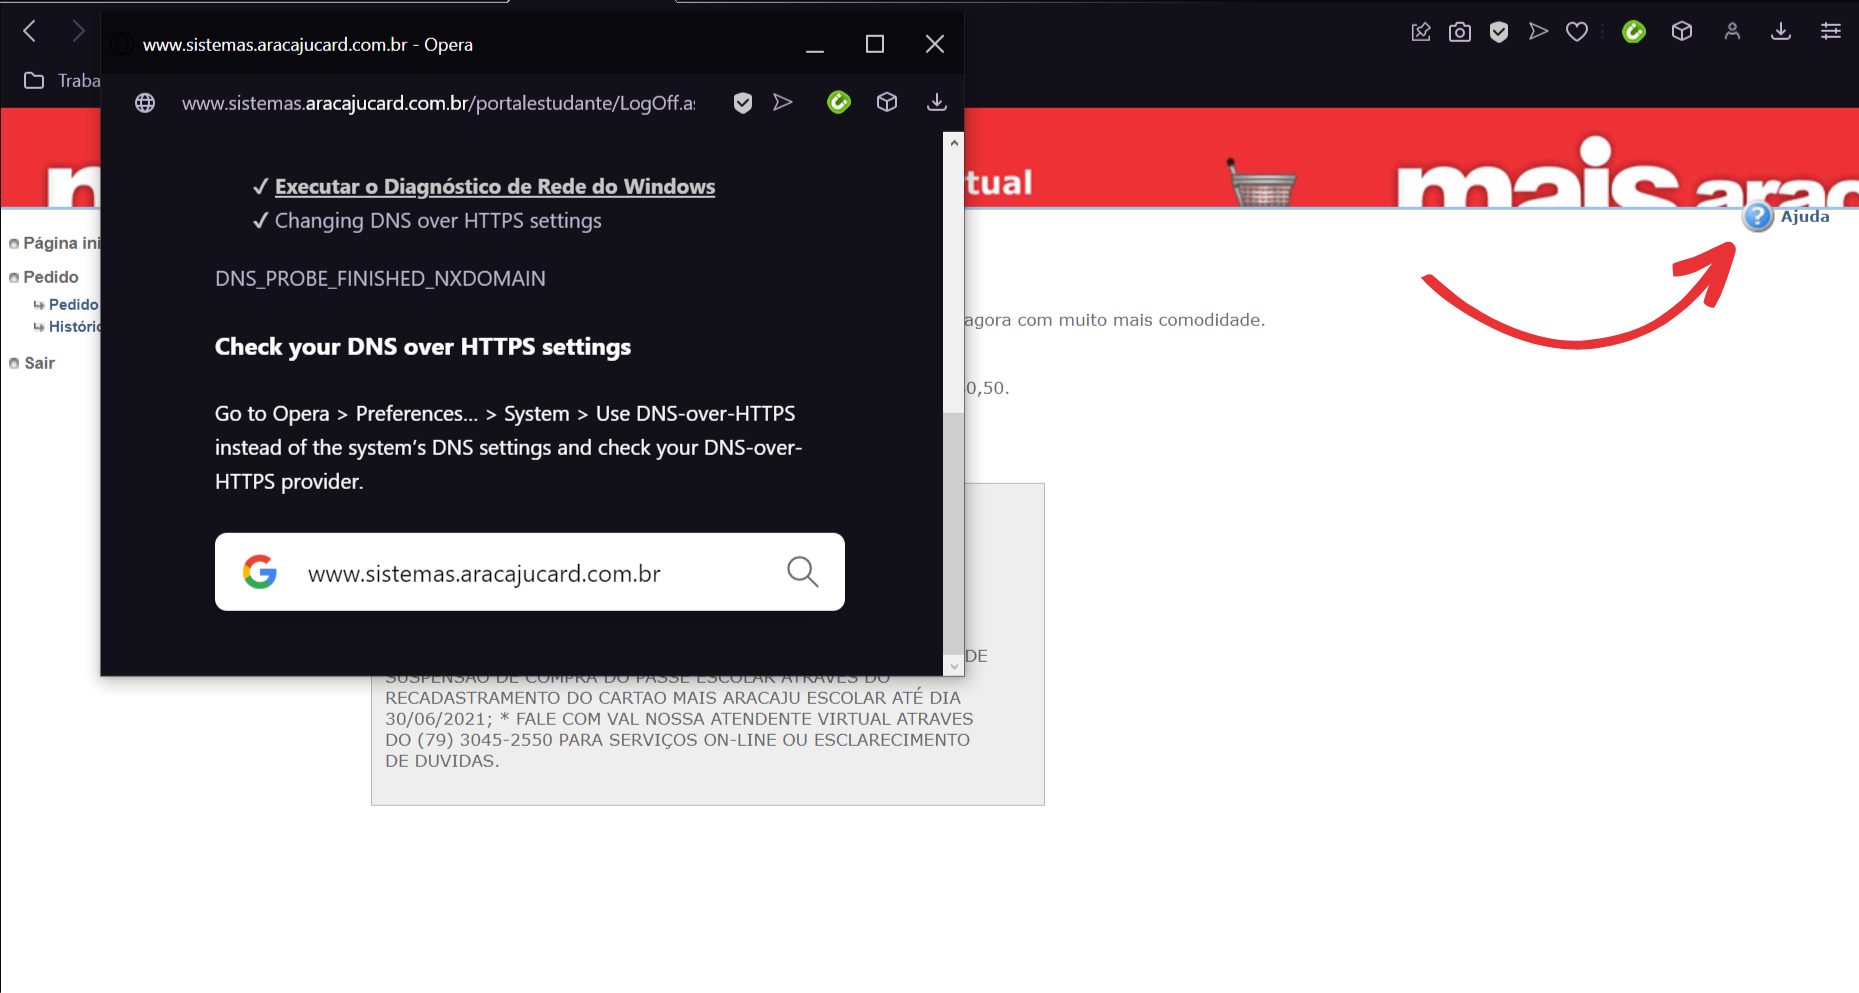 www.sistemas.aracajucard.com.br - Opera
www.sistemas.aracajucard.com.br/portalestudante/LogOff.as
✓ Executar o Diagnóstico de Rede do Windows
✓ Changing DNS over HTTPS settings
DNS_PROBE_FINISHED_NXDOMAIN
Check your DNS over HTTPS settings
Go to Opera > Preferences... > System > Use DNS-over-HTTPS
instead of the system’s DNS settings and check your DNS-over-
HTTPS provider.
www.sistemas.aracajucard.com.br
Traba
tual
mais arac
Ajuda
Página ini
Pedido
Pedido
Históric
Sair
agora com muito mais comodidade.
0,50.
DE
SUSPENSÃO DE COMPRA DO PASSE ESCOLAR ATRAVES DO
RECADASTRAMENTO DO CARTAO MAIS ARACAJU ESCOLAR ATÉ DIA
30/06/2021; * FALE COM VAL NOSSA ATENDENTE VIRTUAL ATRAVES
DO (79) 3045-2550 PARA SERVIÇOS ON-LINE OU ESCLARECIMENTO
DE DUVIDAS.